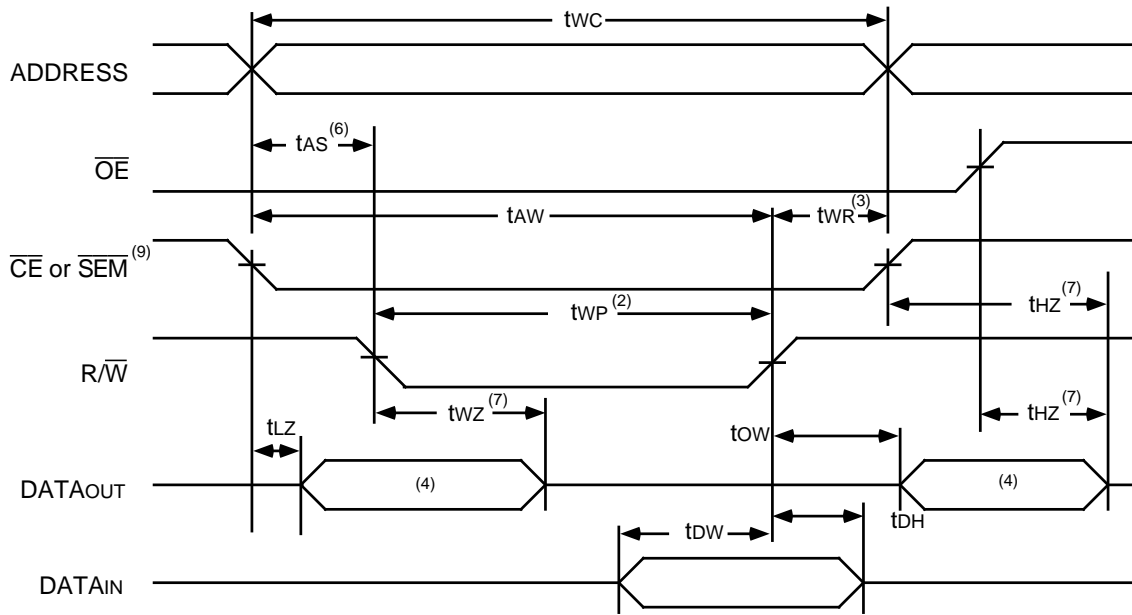 tWC
ADDRESS
tAS(6)
OE
tAW
tWR(3)
CE or SEM(9)
tWP(2)
tHZ(7)
R/W
tWZ(7)
tHZ(7)
tLZ
tOW
DATAOUT
(4)
(4)
tDW
tDH
DATAIN